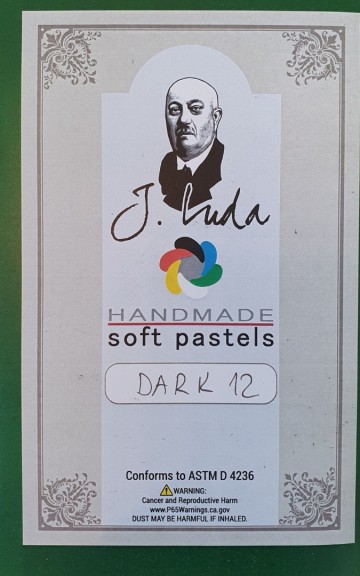 J. Luda
HANDMADE
soft pastels
DARK 12
Conforms to ASTM D 4236
WARNING:
Cancer and Reproductive Harm
www.P65Warnings.ca.gov
DUST MAY BE HARMFUL IF INHALED.